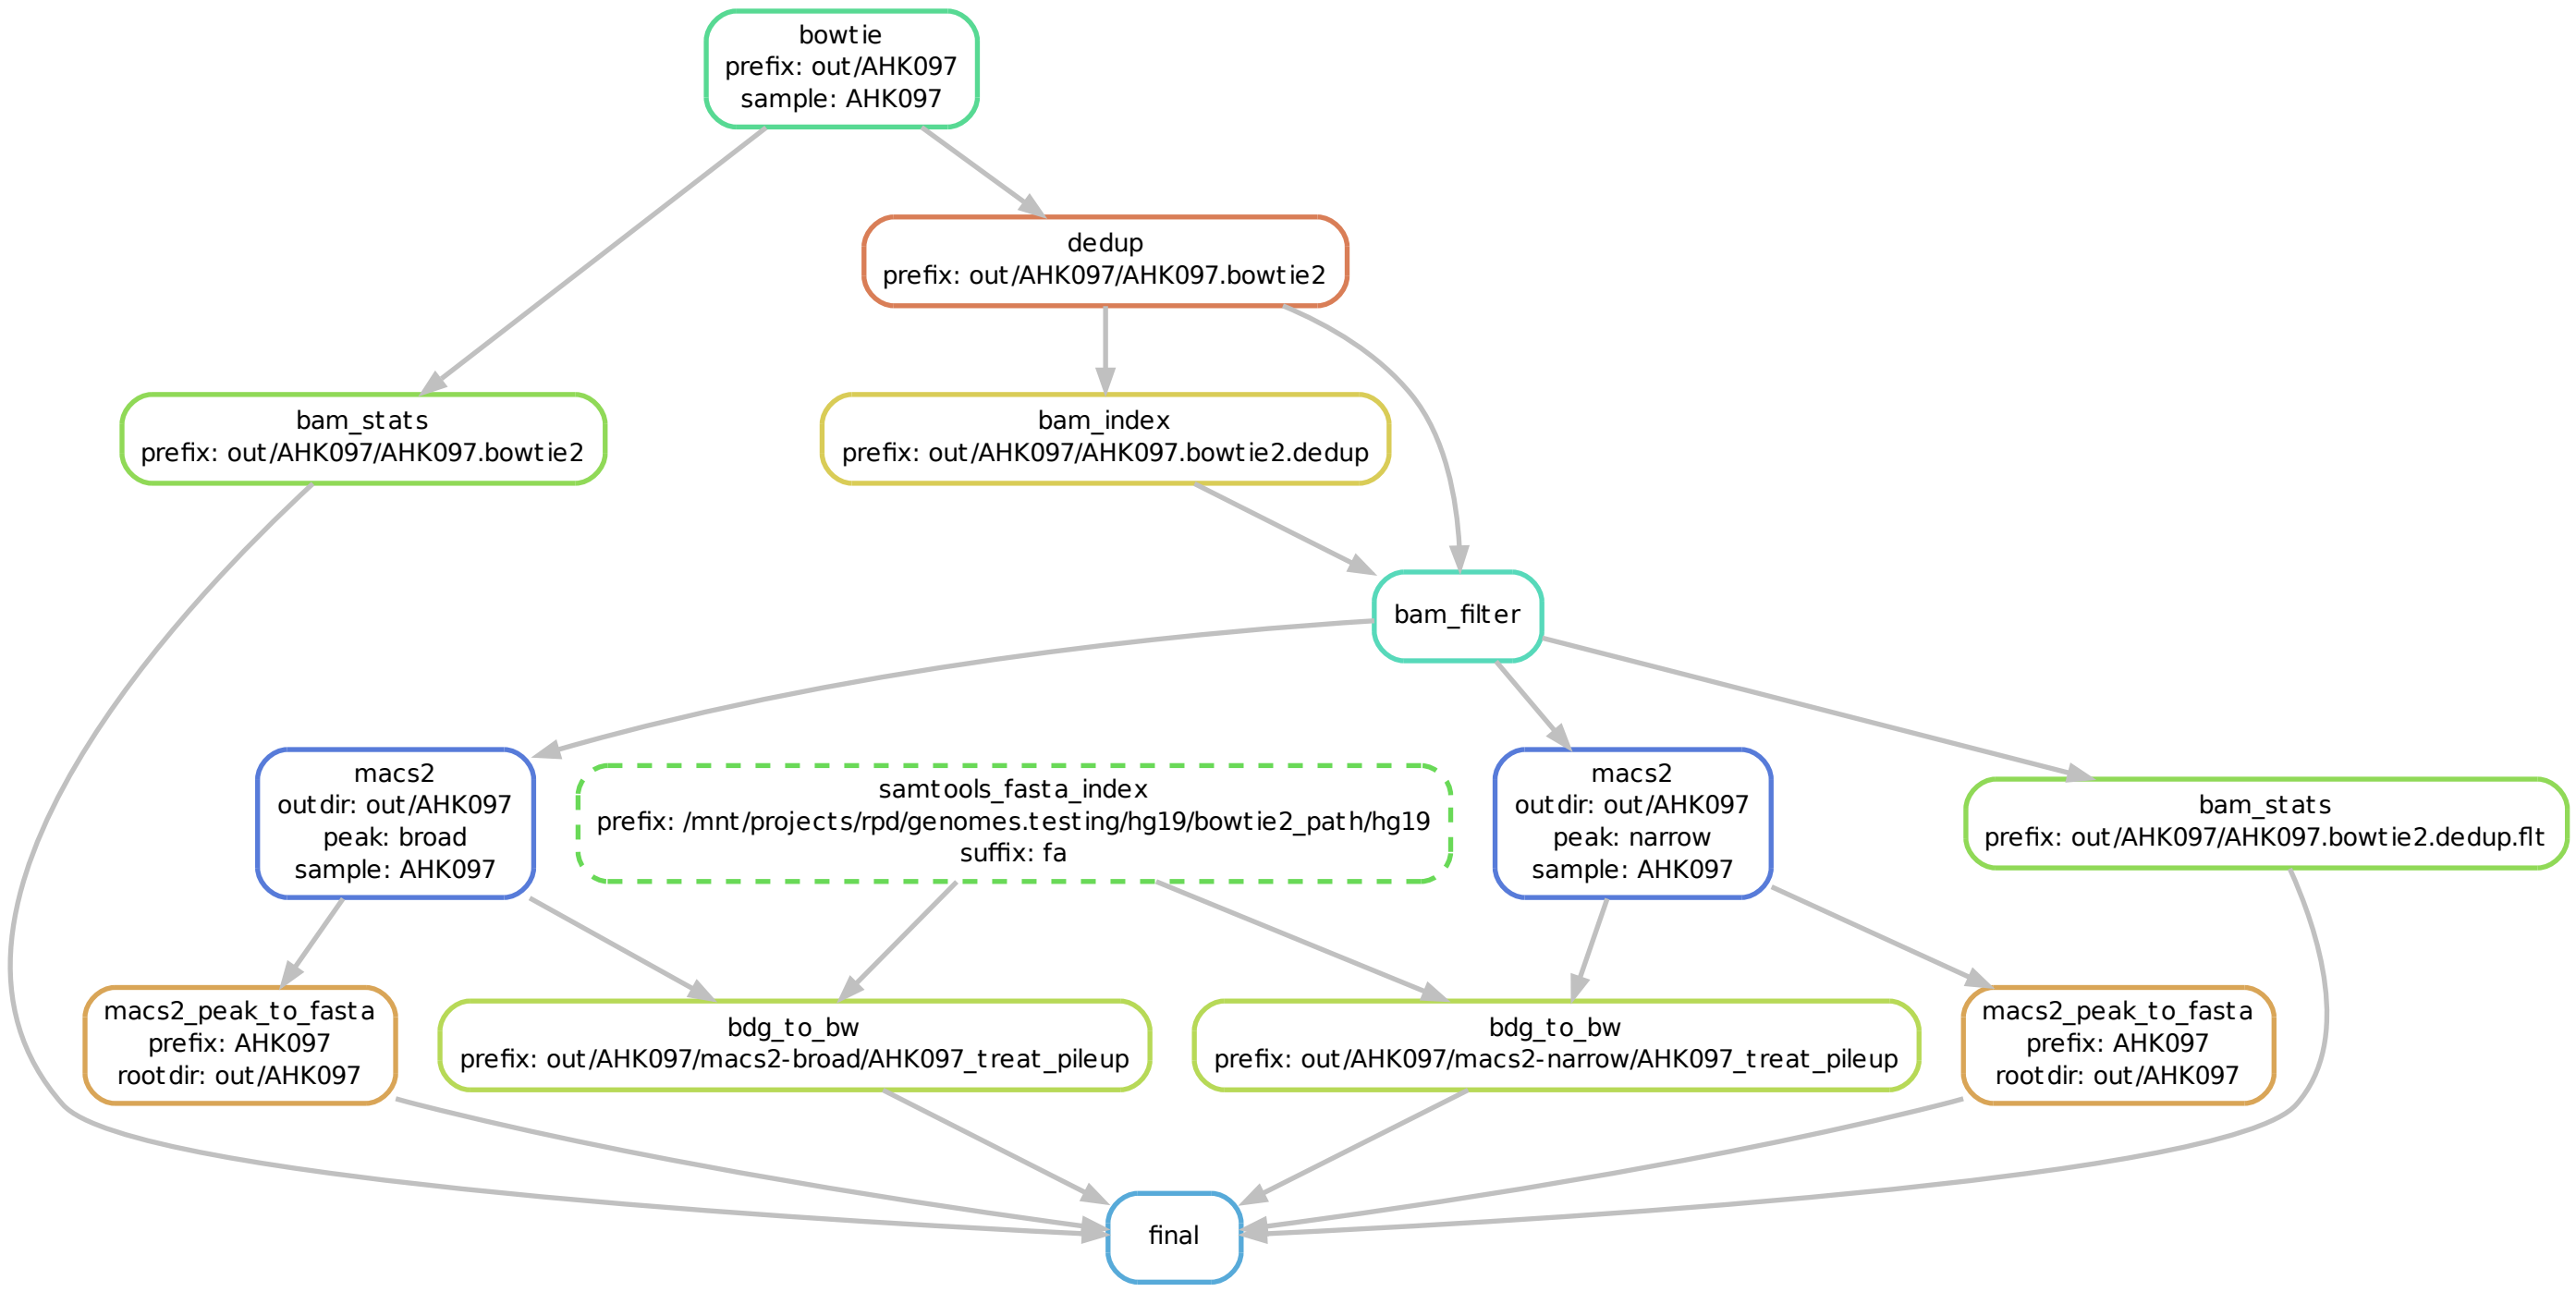 bowtie
prefix: out/AHK097
sample: AHK097
dedup
prefix: out/AHK097/AHK097.bowtie2
bam_stats
prefix: out/AHK097/AHK097.bowtie2
bam_index
prefix: out/AHK097/AHK097.bowtie2.dedup
bam_filter
macs2
outdir: out/AHK097
peak: broad
sample: AHK097
samtools_fasta_index
prefix: /mnt/projects/rpd/genomes.testing/hg19/bowtie2_path/hg19
suffix: fa
macs2
outdir: out/AHK097
peak: narrow
sample: AHK097
bam_stats
prefix: out/AHK097/AHK097.bowtie2.dedup.flt
macs2_peak_to_fasta
prefix: AHK097
rootdir: out/AHK097
bdg_to_bw
prefix: out/AHK097/macs2-broad/AHK097_treat_pileup
bdg_to_bw
prefix: out/AHK097/macs2-narrow/AHK097_treat_pileup
macs2_peak_to_fasta
prefix: AHK097
rootdir: out/AHK097
final